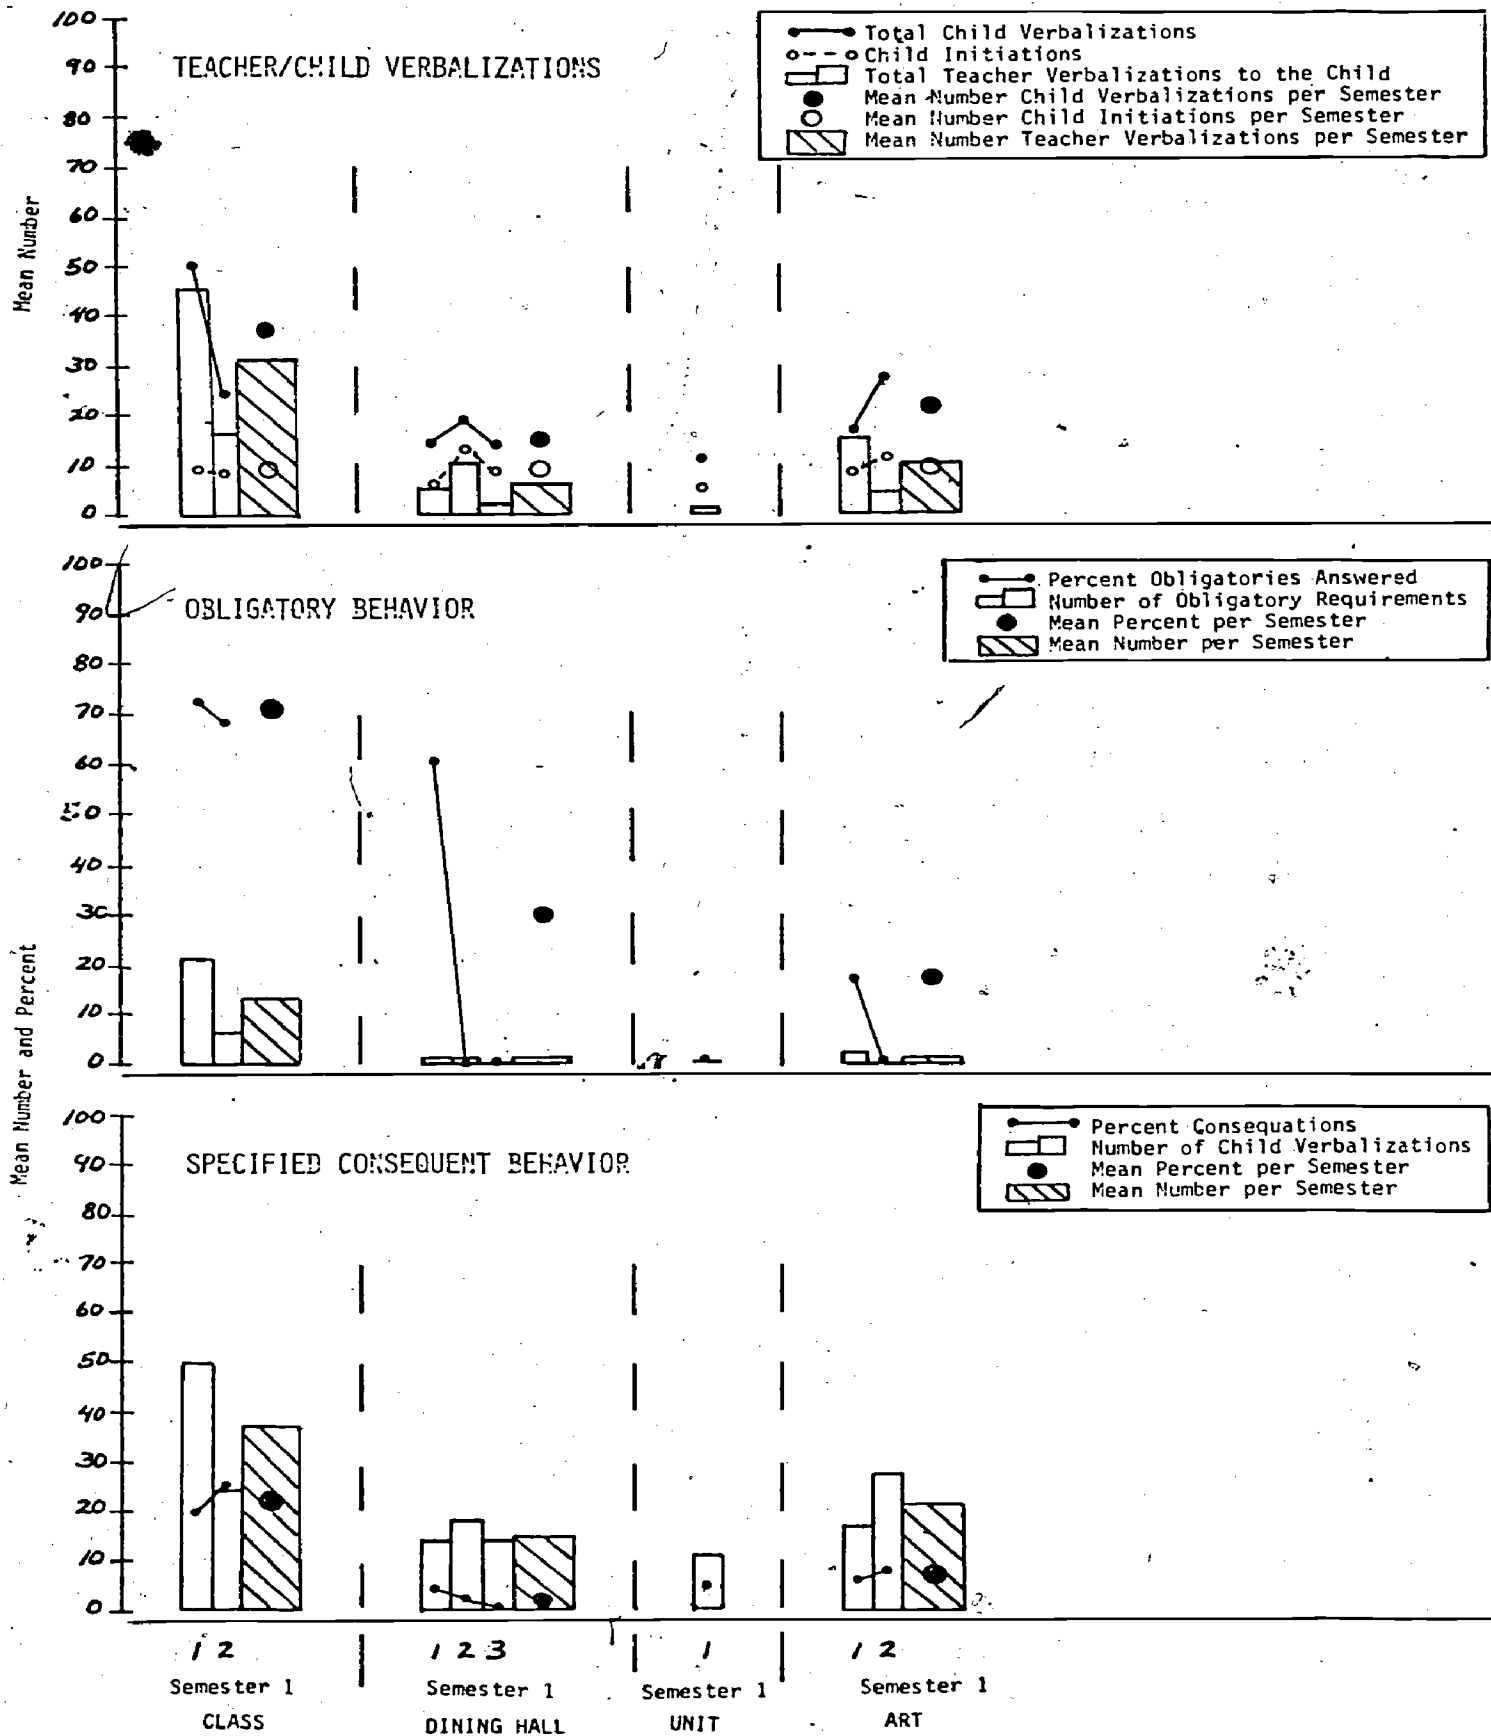 TEACHER/CHILD VERBALIZATIONS
Total Child Verbalizations
Child Initiations
Total Teacher Verbalizations to the Child
Mean Number Child Verbalizations per Semester
Mean Number Child Initiations per Semester
Mean Number Teacher Verbalizations per Semester
Mean Number
100
90
80
70
60
50
40
30
20
10
0
OBLIGATORY BEHAVIOR
Percent Obligatories Answered
Number of Obligatory Requirements
Mean Percent per Semester
Mean Number per Semester
Mean Number and Percent
100
90
80
70
60
50
40
30
20
10
0
SPECIFIED CONSEQUENT BEHAVIOR
Percent Consequations
Number of Child Verbalizations
Mean Percent per Semester
Mean Number per Semester
100
90
80
70
60
50
40
30
20
10
0
1 2 1 2 3 1 1 2
Semester 1 Semester 1 Semester 1 Semester 1
CLASS DINING HALL UNIT ART